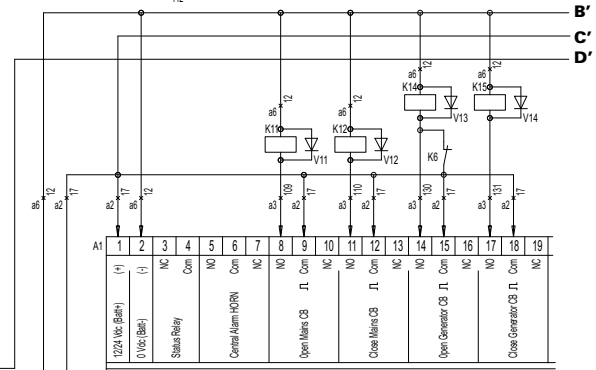 A2
B'
C'
D'
12 12 12 12
a6 a6 a6 a6
K11 K12 K14 K15
V11 V12 V13 V14
K6
12 17 17 12 109 17 110 17 130 17 131 17
a6 a2 a2 a6 a3 a2 a3 a2 a3 a2 a3 a2
A1 1 2 3 4 5 6 7 8 9 10 11 12 13 14 15 16 17 18 19
(+) (-) NC Com NO Com NC NO Com NC NO Com NC NO Com NC NO Com NC
12/24 Vdc (Batt+)
0 Vdc (Batt-)
Status Relay
Central Alarm HORN
Open Mains CB
Close Mains CB
Open Generator CB
Close Generator CB